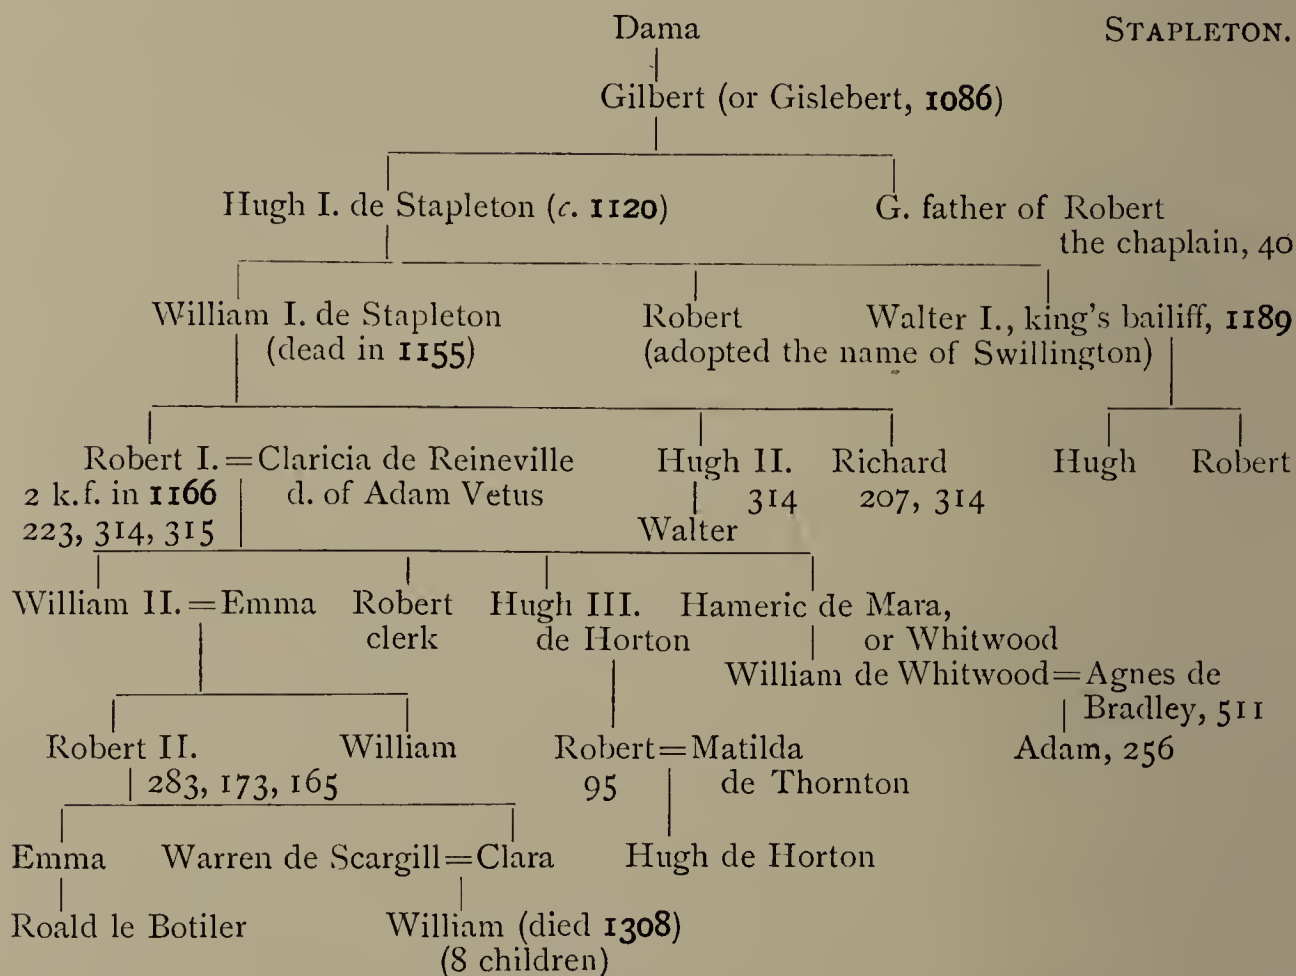 Dama STAPLETON.
Gilbert (or Gislebert, 1086)
Hugh I. de Stapleton (c. 1120) G. father of Robert
the chaplain, 40
William I. de Stapleton Robert Walter I., king's bailiff, 1189
(dead in 1155) (adopted the name of Swillington)
Robert I. = Claricia de Reineville Hugh II. Richard Hugh Robert
2 k.f. in 1166 d. of Adam Vetus 314 207, 314
223, 314, 315 Walter
William II. = Emma Robert Hugh III. Hameric de Mara,
clerk de Horton or Whitwood
William de Whitwood = Agnes de
Bradley, 511
Robert II. William Robert = Matilda Adam, 256
283, 173, 165 95 de Thornton
Emma Warren de Scargill = Clara Hugh de Horton
Roald le Botiler William (died 1308)
(8 children)